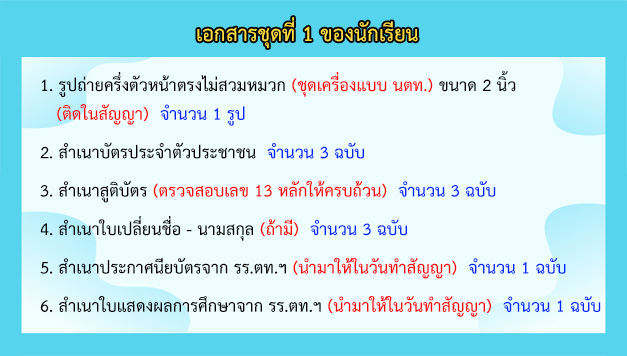 เอกสารชุดที่ 1 ของนักเรียน
1. รูปถ่ายครึ่งตัวหน้าตรงไม่สวมหมวก (ชุดเครื่องแบบ นตท.) ขนาด 2 นิ้ว
(ติดในสัญญา) จำนวน 1 รูป
2. สำเนาบัตรประจำตัวประชาชน จำนวน 3 ฉบับ
3. สำเนาสูติบัตร (ตรวจสอบเลข 13 หลักให้ครบถ้วน) จำนวน 3 ฉบับ
4. สำเนาใบเปลี่ยนชื่อ - นามสกุล (ถ้ามี) จำนวน 3 ฉบับ
5. สำเนาประกาศนียบัตรจาก รร.ตท.ฯ (นำมาให้ในวันทำสัญญา) จำนวน 1 ฉบับ
6. สำเนาใบแสดงผลการศึกษาจาก รร.ตท.ฯ (นำมาให้ในวันทำสัญญา) จำนวน 1 ฉบับ